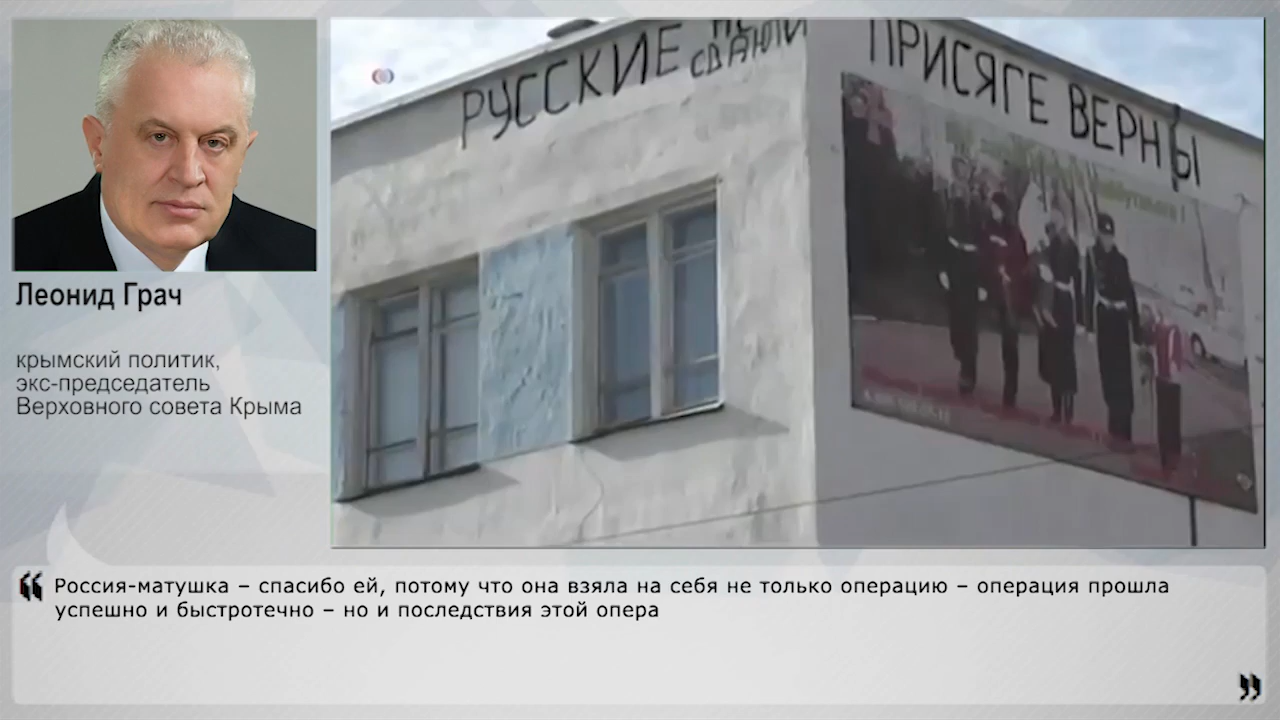 РУССКИЕ НЕ
СДАЮТ
ПРИСЯГЕ ВЕРНЫ
Леонид Грач
крымский политик,
экс-председатель
Верховного совета Крыма
Россия-матушка – спасибо ей, потому что она взяла на себя не только операцию – операция прошла
успешно и быстротечно – но и последствия этой опера